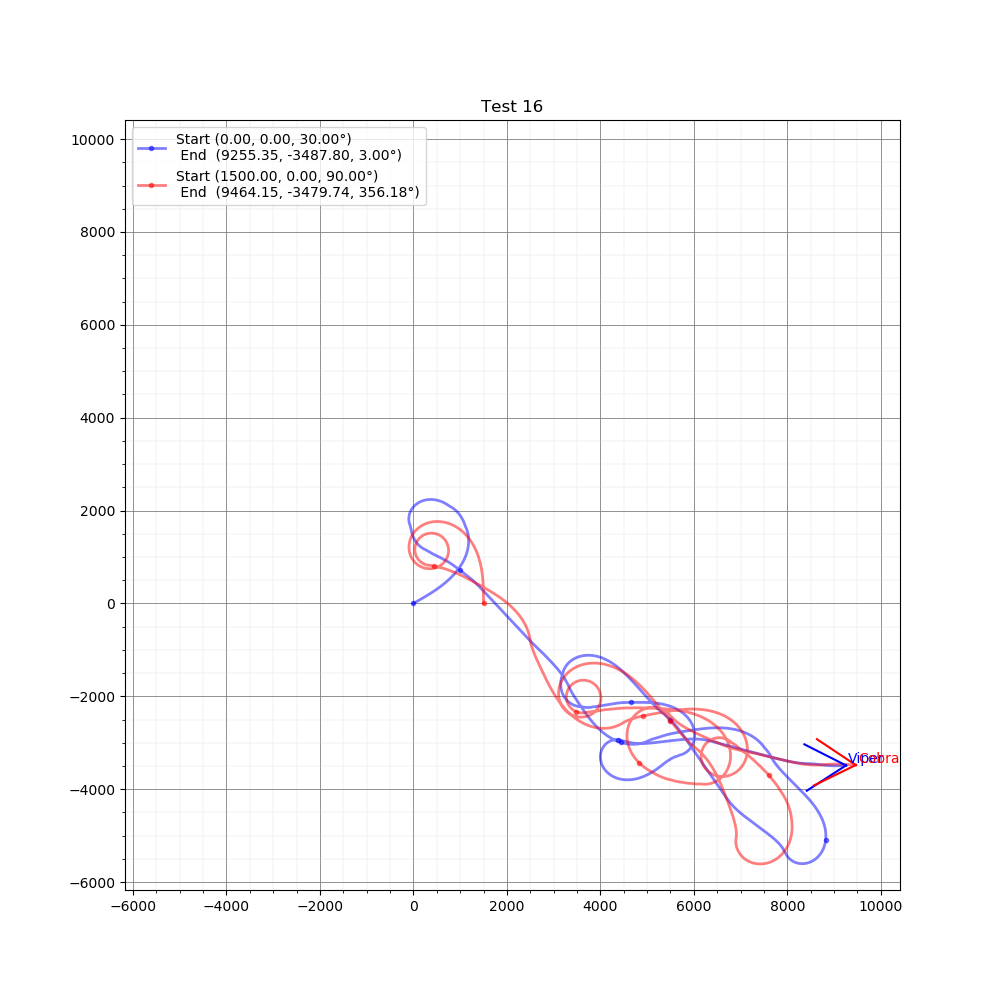 Test 16
Start (0.00, 0.00, 30.00°)
End (9255.35, -3487.80, 3.00°)
Start (1500.00, 0.00, 90.00°)
End (9464.15, -3479.74, 356.18°)
10000
8000
6000
4000
2000
0
−2000
−4000
−6000
Viper
Cobra
−6000 −4000 −2000 0 2000 4000 6000 8000 10000